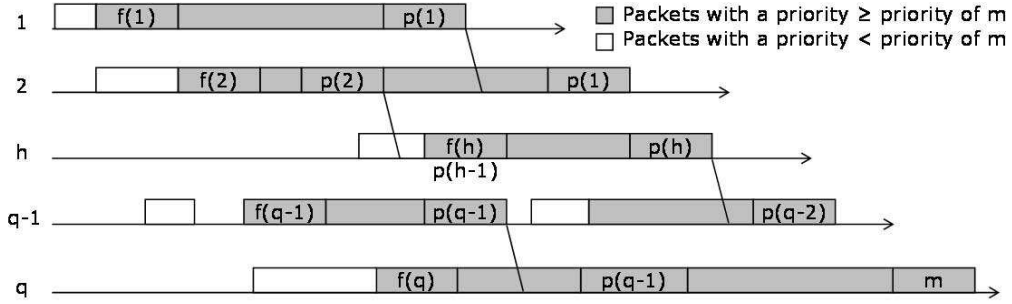 Packets with a priority ≥ priority of m
Packets with a priority < priority of m
1 f(1) p(1)
2 f(2) p(2) p(1)
h f(h) p(h)
p(h-1)
q-1 f(q-1) p(q-1) p(q-2)
q f(q) p(q-1) m